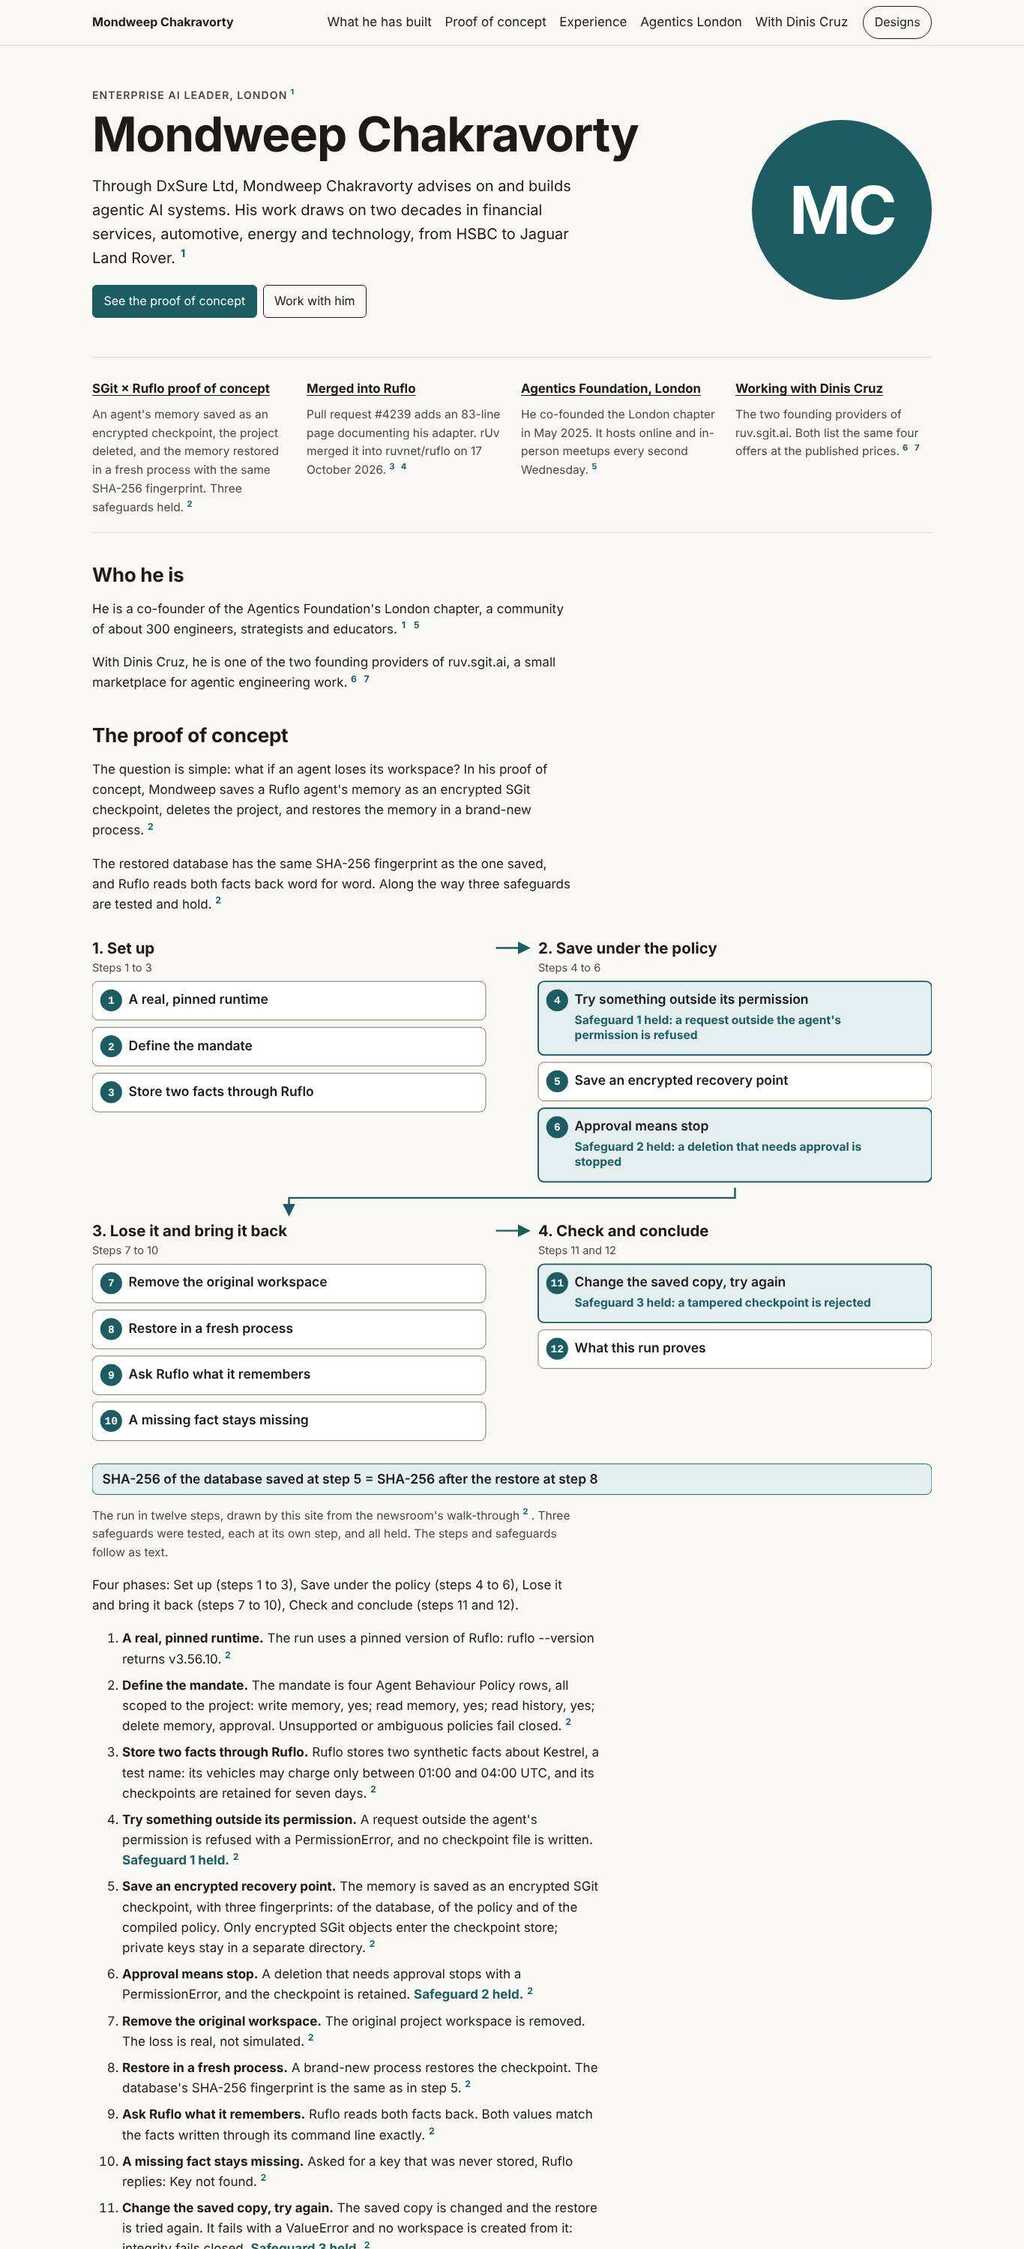 Mondweep Chakravorty
What he has built Proof of concept Experience Agentics London With Dinis Cruz Designs
ENTERPRISE AI LEADER, LONDON 1
Mondweep Chakravorty
Through DxSure Ltd, Mondweep Chakravorty advises on and builds
agentic AI systems. His work draws on two decades in financial
services, automotive, energy and technology, from HSBC to Jaguar
Land Rover. 1
MC
See the proof of concept
Work with him
SGit × Ruflo proof of concept
An agent's memory saved as an
encrypted checkpoint, the project
deleted, and the memory restored
in a fresh process with the same
SHA-256 fingerprint. Three
safeguards held. 2
Merged into Ruflo
Pull request #4239 adds an 83-line
page documenting his adapter. rUv
merged it into ruvnet/ruflo on 17
October 2026. 3 4
Agentics Foundation, London
He co-founded the London chapter
in May 2025. It hosts online and in-
person meetups every second
Wednesday. 5
Working with Dinis Cruz
The two founding providers of
ruv.sgit.ai. Both list the same four
offers at the published prices. 6 7
Who he is
He is a co-founder of the Agentics Foundation's London chapter, a community
of about 300 engineers, strategists and educators. 1 5
With Dinis Cruz, he is one of the two founding providers of ruv.sgit.ai, a small
marketplace for agentic engineering work. 6 7
The proof of concept
The question is simple: what if an agent loses its workspace? In his proof of
concept, Mondweep saves a Ruflo agent's memory as an encrypted SGit
checkpoint, deletes the project, and restores the memory in a brand-new
process. 2
The restored database has the same SHA-256 fingerprint as the one saved,
and Ruflo reads both facts back word for word. Along the way three safeguards
are tested and hold. 2
1. Set up
Steps 1 to 3
1 A real, pinned runtime
2 Define the mandate
3 Store two facts through Ruflo
2. Save under the policy
Steps 4 to 6
4 Try something outside its permission
Safeguard 1 held: a request outside the agent's
permission is refused
5 Save an encrypted recovery point
6 Approval means stop
Safeguard 2 held: a deletion that needs approval is
stopped
3. Lose it and bring it back
Steps 7 to 10
7 Remove the original workspace
8 Restore in a fresh process
9 Ask Ruflo what it remembers
10 A missing fact stays missing
4. Check and conclude
Steps 11 and 12
11 Change the saved copy, try again
Safeguard 3 held: a tampered checkpoint is rejected
12 What this run proves
SHA-256 of the database saved at step 5 = SHA-256 after the restore at step 8
The run in twelve steps, drawn by this site from the newsroom's walk-through 2 . Three
safeguards were tested, each at its own step, and all held. The steps and safeguards
follow as text.
Four phases: Set up (steps 1 to 3), Save under the policy (steps 4 to 6), Lose it
and bring it back (steps 7 to 10), Check and conclude (steps 11 and 12).
1. A real, pinned runtime. The run uses a pinned version of Ruflo: ruflo --version
returns v3.56.10. 2
2. Define the mandate. The mandate is four Agent Behaviour Policy rows, all
scoped to the project: write memory, yes; read memory, yes; read history, yes;
delete memory, approval. Unsupported or ambiguous policies fail closed. 2
3. Store two facts through Ruflo. Ruflo stores two synthetic facts about Kestrel, a
test name: its vehicles may charge only between 01:00 and 04:00 UTC, and its
checkpoints are retained for seven days. 2
4. Try something outside its permission. A request outside the agent's
permission is refused with a PermissionError, and no checkpoint file is written.
Safeguard 1 held. 2
5. Save an encrypted recovery point. The memory is saved as an encrypted SGit
checkpoint, with three fingerprints: of the database, of the policy and of the
compiled policy. Only encrypted SGit objects enter the checkpoint store;
private keys stay in a separate directory. 2
6. Approval means stop. A deletion that needs approval stops with a
PermissionError, and the checkpoint is retained. Safeguard 2 held. 2
7. Remove the original workspace. The original project workspace is removed.
The loss is real, not simulated. 2
8. Restore in a fresh process. A brand-new process restores the checkpoint. The
database's SHA-256 fingerprint is the same as in step 5. 2
9. Ask Ruflo what it remembers. Ruflo reads both facts back. Both values match
the facts written through its command line exactly. 2
10. A missing fact stays missing. Asked for a key that was never stored, Ruflo
replies: Key not found. 2
11. Change the saved copy, try again. The saved copy is changed and the restore
is tried again. It fails with a ValueError and no workspace is created from it:
integrity fails closed. Safeguard 3 held. 2